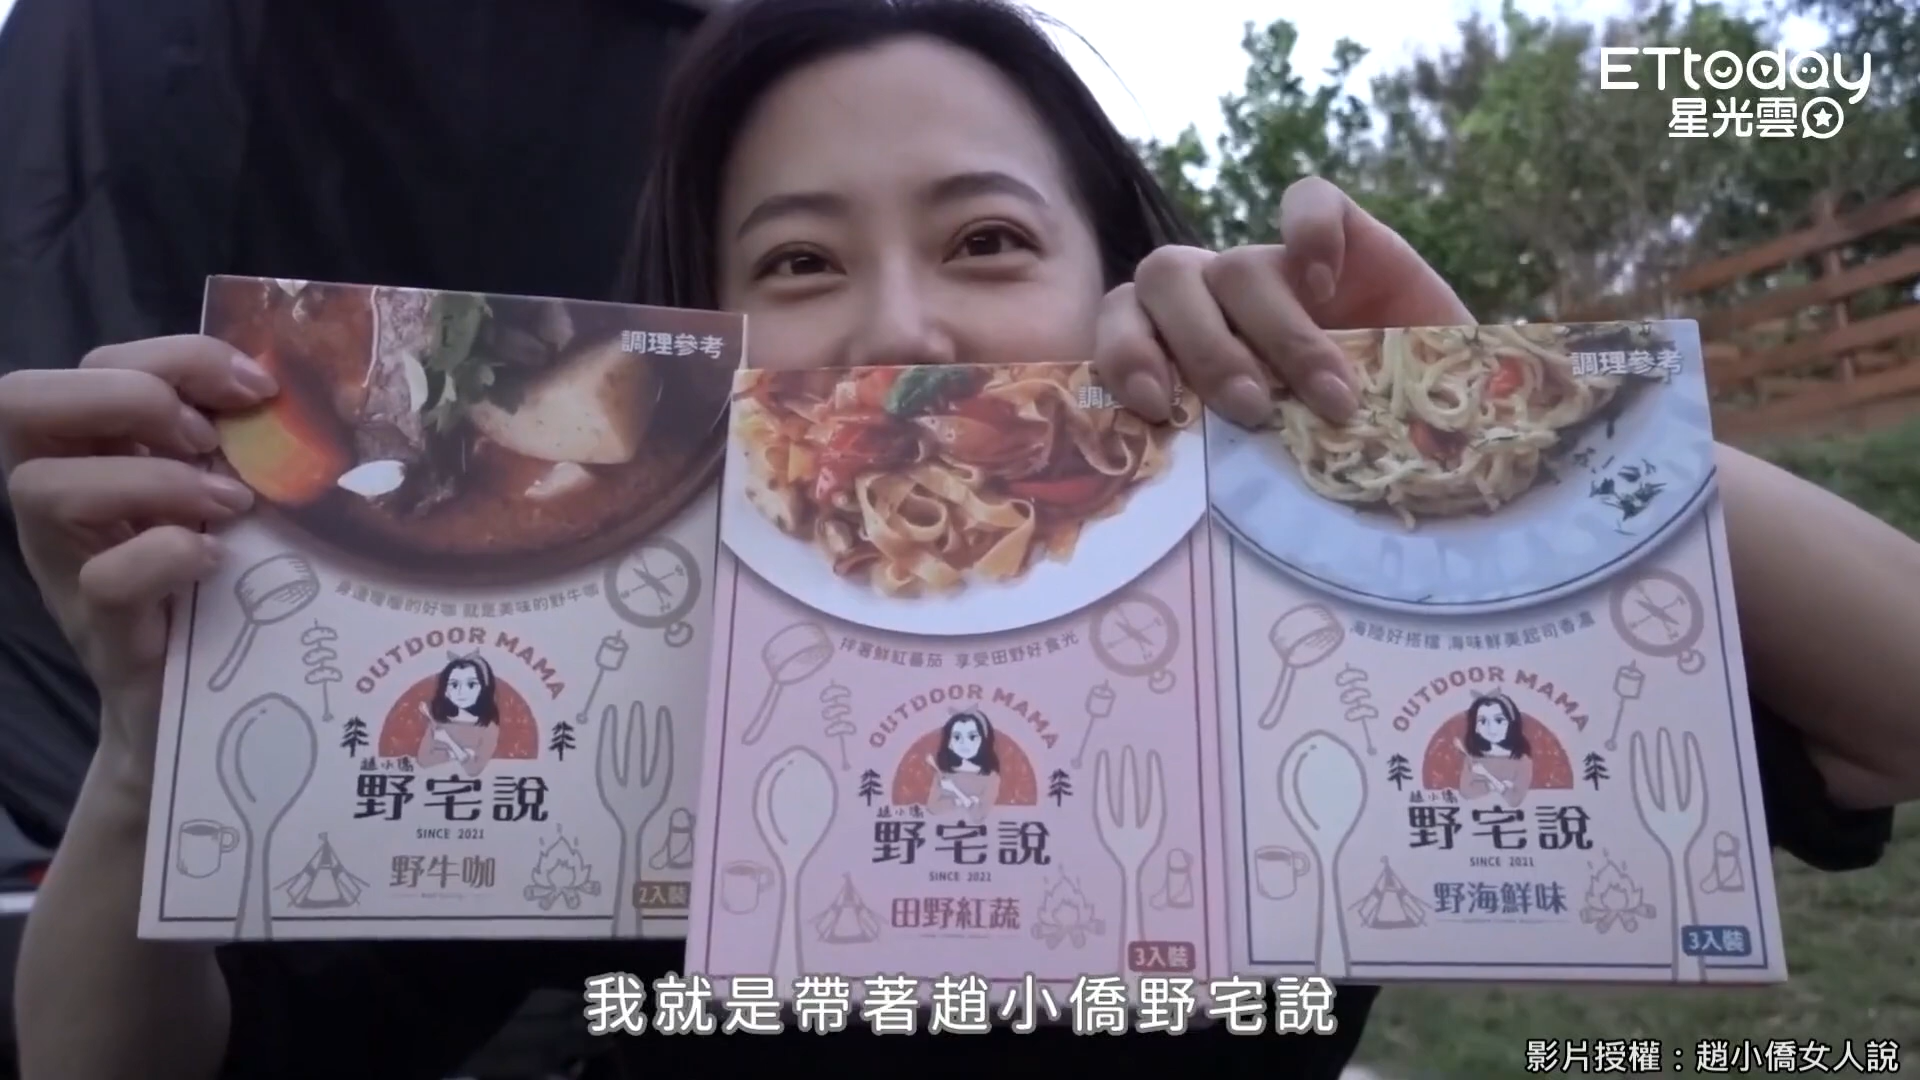 ETtoday
星光雲
調理參考
身邊囉囉的好咖 就是美味的野牛咖
OUTDOOR MAMA
趙小僑
野宅說
SINCE 2021
野牛咖
2入裝
拌著鮮紅蕃茄 享受田野好食光
OUTDOOR MAMA
趙小僑
野宅說
SINCE 2021
田野紅蔬
3入裝
調理參考
海陸好搭檔 海味鮮美起司香濃
OUTDOOR MAMA
趙小僑
野宅說
SINCE 2021
野海鮮味
3入裝
我就是帶著趙小僑野宅說
影片授權：趙小僑女人說